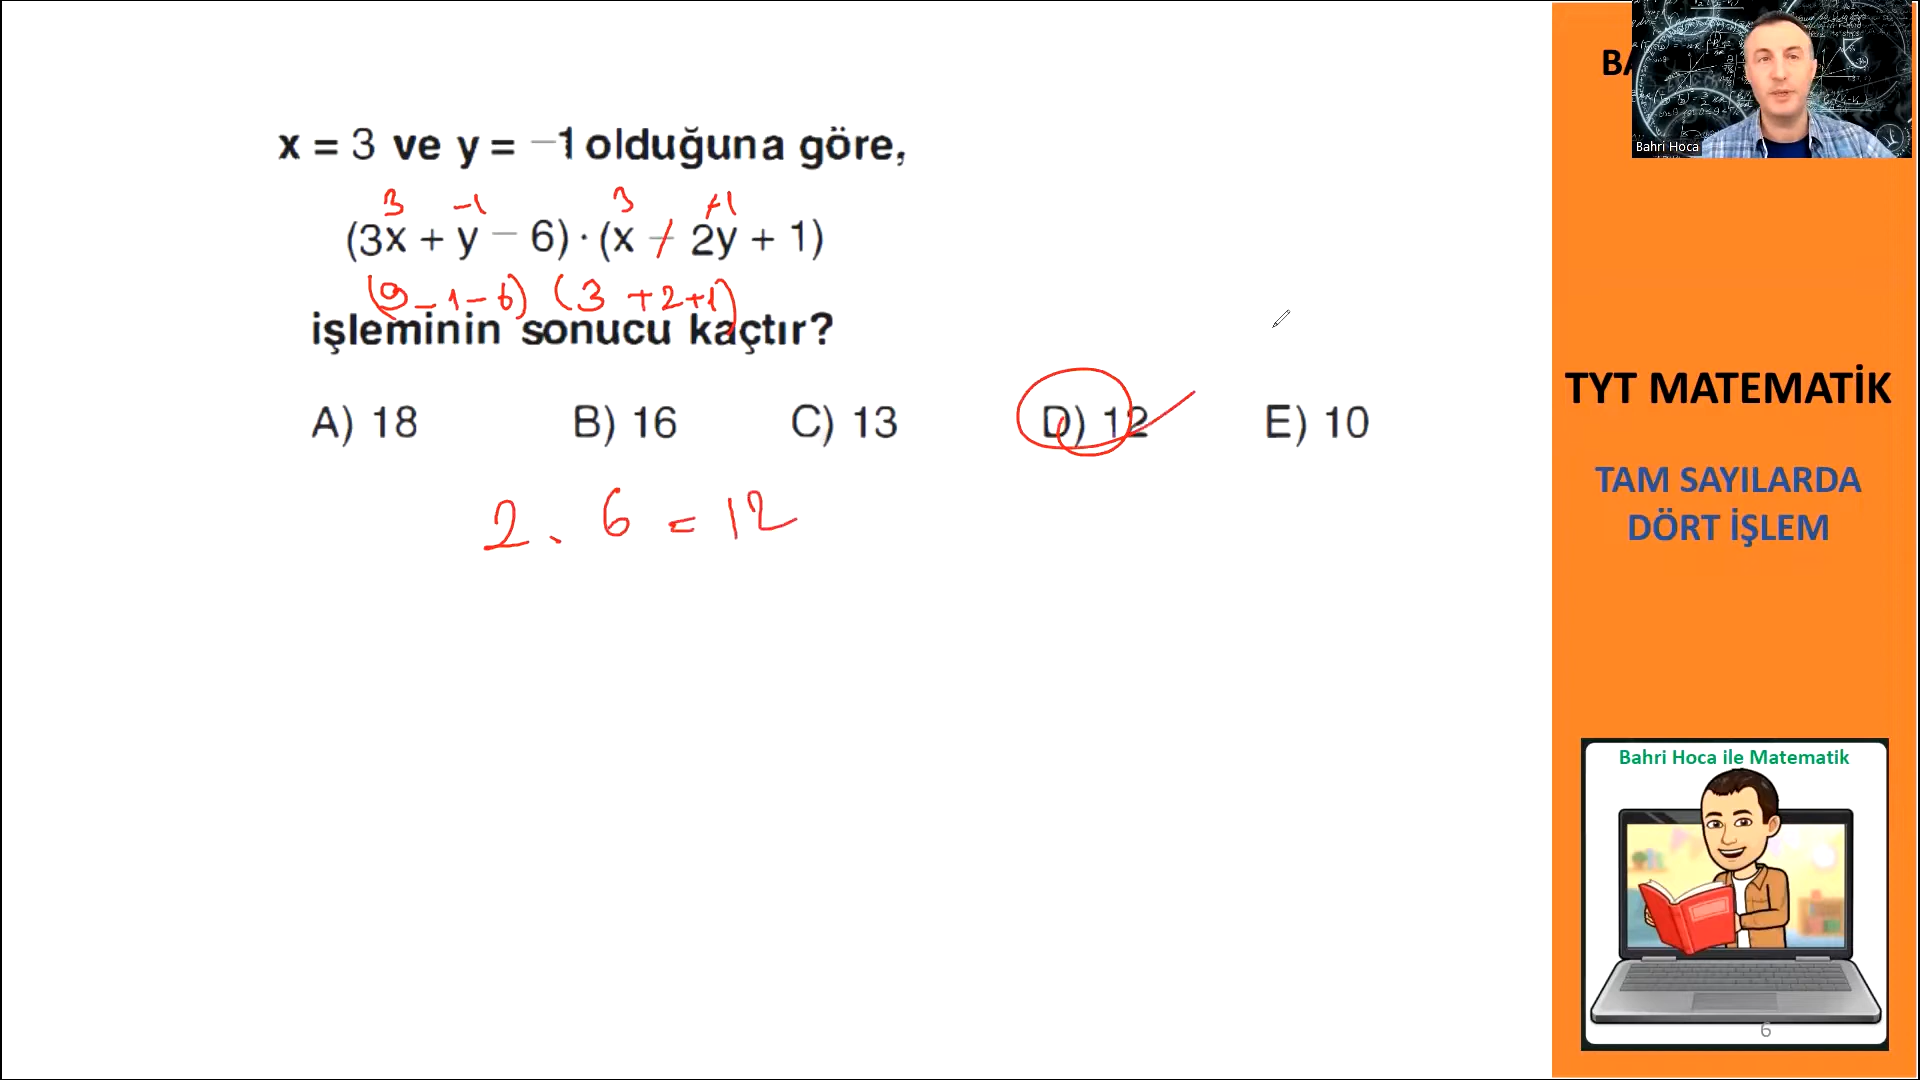 x = 3 ve y = −1 olduğuna göre,
3 −1 3 +1
(3x + y − 6) · (x − 2y + 1)
(9 − 1 − 6) (3 + 2 + 1)
işleminin sonucu kaçtır?
A) 18 B) 16 C) 13 D) 12 E) 10
2 . 6 = 12
Bahri Hoca
TYT MATEMATİK
TAM SAYILARDA
DÖRT İŞLEM
Bahri Hoca ile Matematik
6